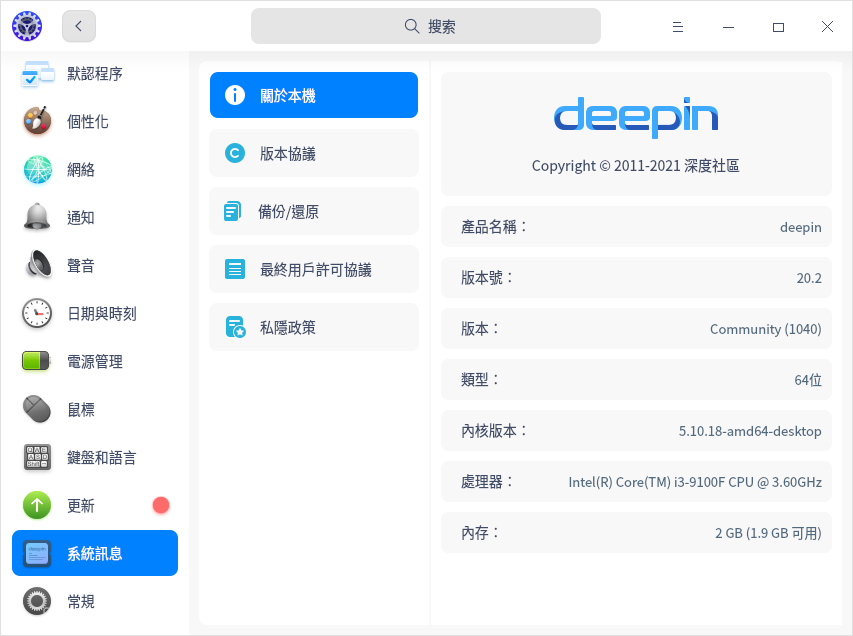 搜索
默認程序
個性化
網絡
通知
聲音
日期與時刻
電源管理
鼠標
鍵盤和語言
更新
系統訊息
常規
關於本機
版本協議
備份/還原
最終用戶許可協議
私隱政策
deepin
Copyright © 2011-2021 深度社區
產品名稱： deepin
版本號： 20.2
版本： Community (1040)
類型： 64位
內核版本： 5.10.18-amd64-desktop
處理器： Intel(R) Core(TM) i3-9100F CPU @ 3.60GHz
內存： 2 GB (1.9 GB 可用)